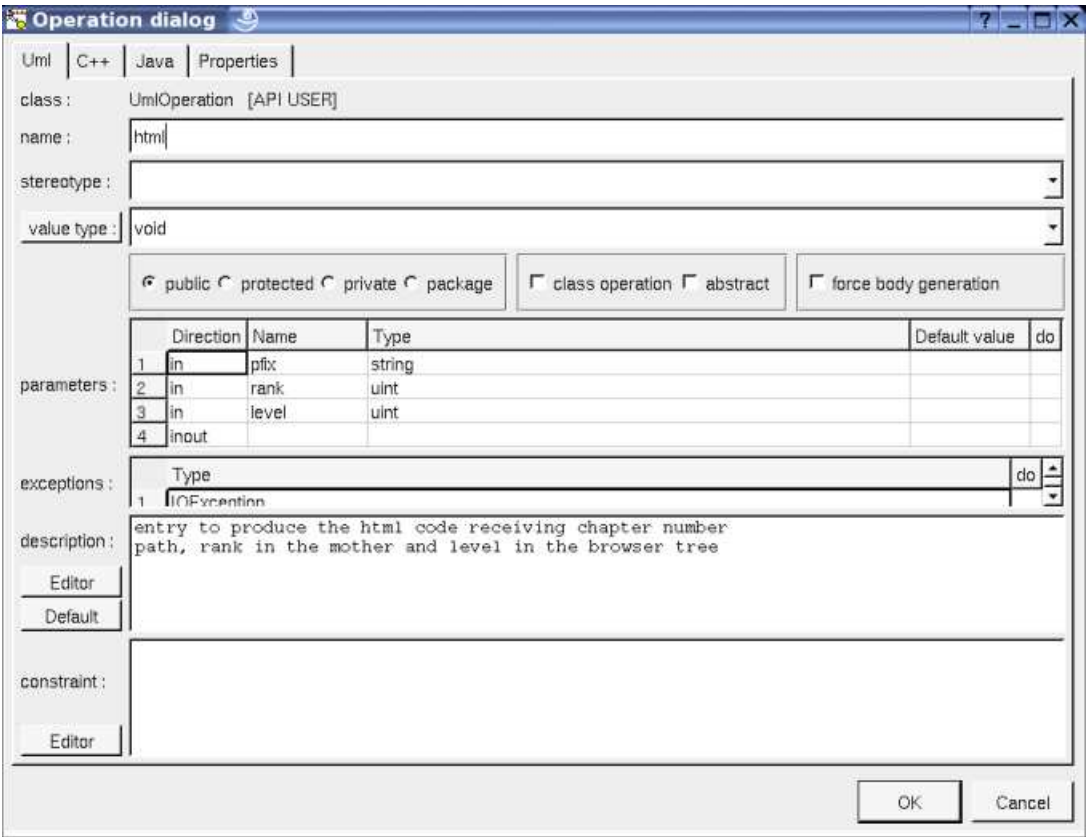 Operation dialog
? _ □ X
Uml C++ Java Properties
class : UmlOperation [API USER]
name : html
stereotype :
value type : void
public protected private package class operation abstract force body generation
Direction Name Type Default value do
parameters :
1 in pfix string
2 in rank uint
3 in level uint
4 inout
exceptions :
Type do
1 IOException
description :
entry to produce the html code receiving chapter number
path, rank in the mother and level in the browser tree
Editor
Default
constraint :
Editor
OK Cancel